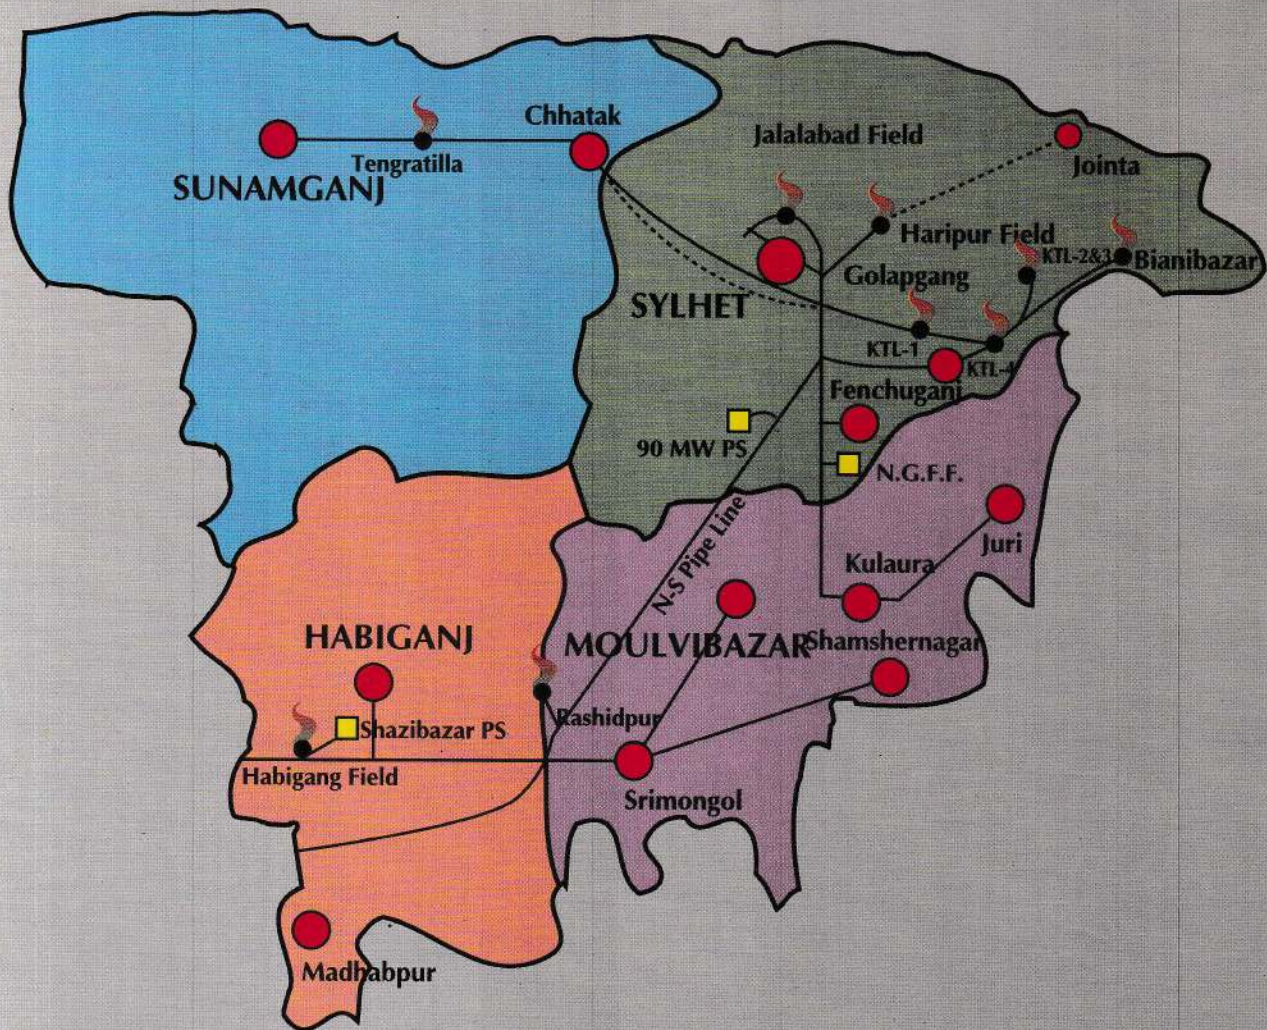 Chhatak
Jalalabad Field
Jointa
Tengratilla
SUNAMGANJ
Haripur Field
KTL-2&3
Bianibazar
Golapgang
SYLHET
KTL-1
KTL-4
Fenchuganj
90 MW PS
N.G.F.F.
N-S Pipe Line
Juri
Kulaura
HABIGANJ
MOULVIBAZAR
Shamshernagar
Rashidpur
Shazibazar PS
Habigang Field
Srimongol
Madhabpur